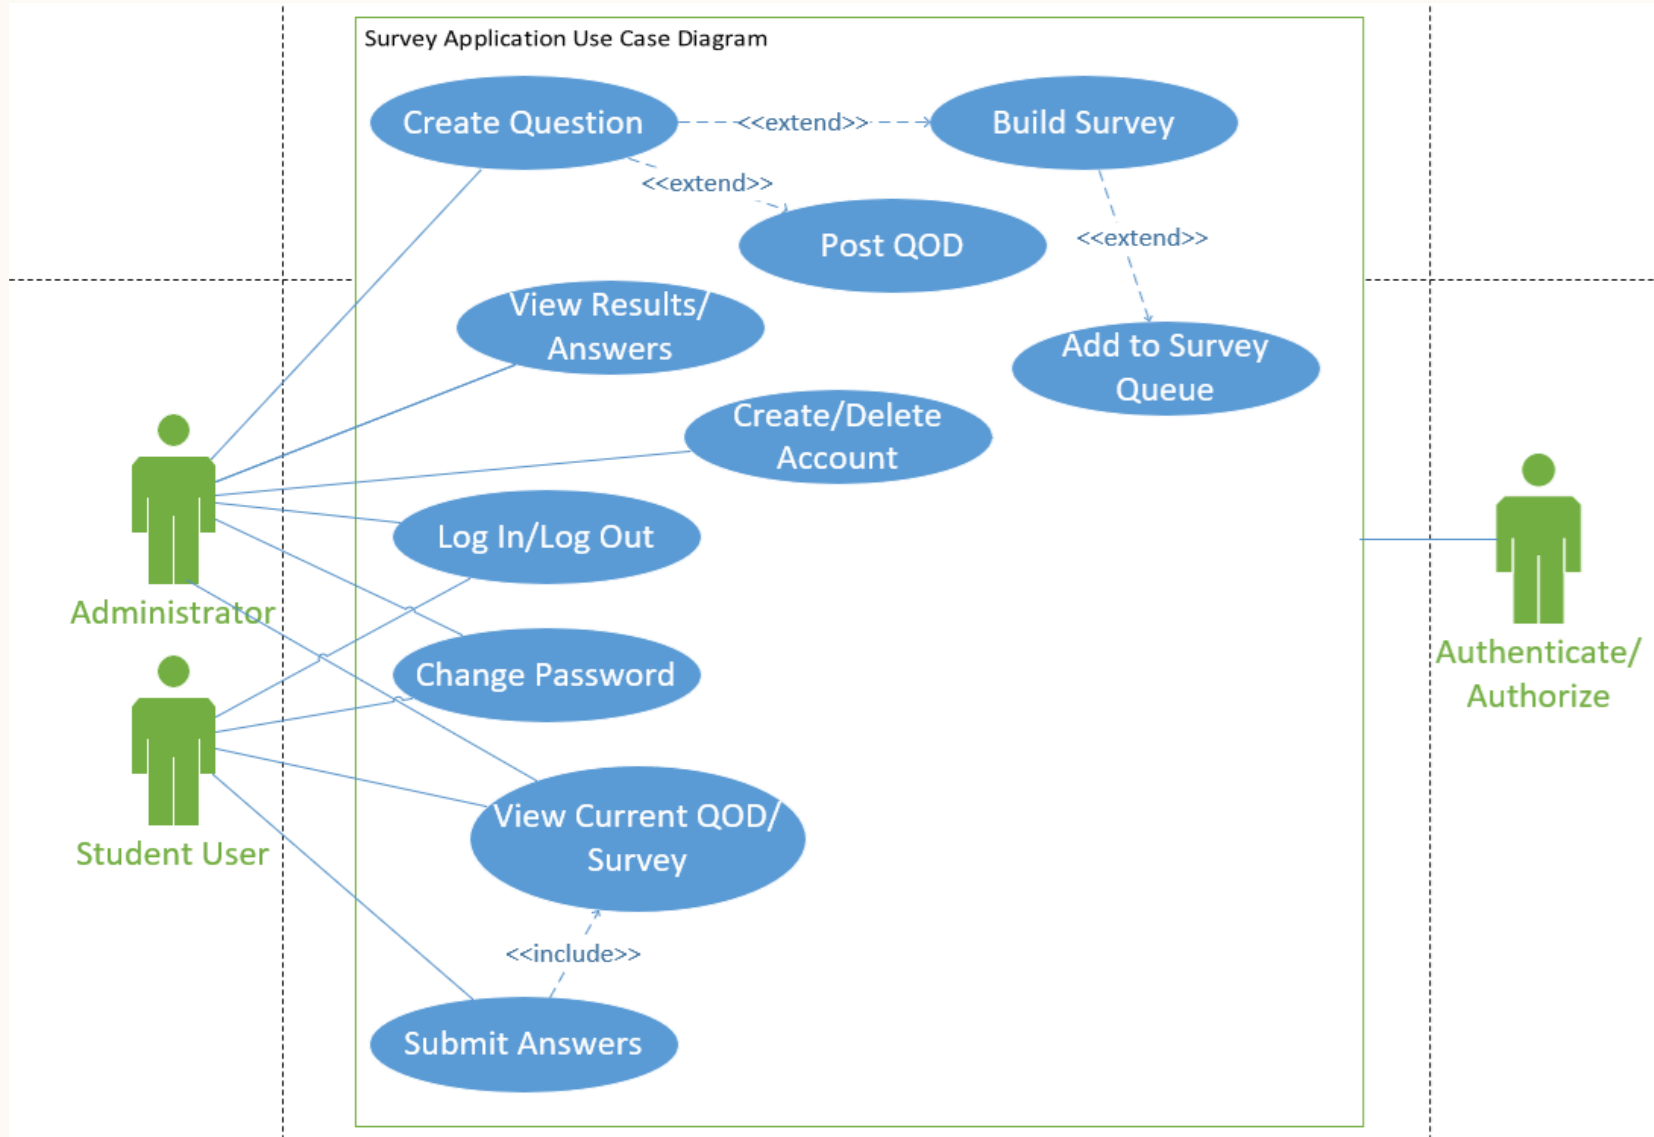 Survey Application Use Case Diagram
Create Question
<<extend>>
Build Survey
<<extend>>
Post QOD
<<extend>>
View Results/
Answers
Add to Survey
Queue
Create/Delete
Account
Log In/Log Out
Administrator
Change Password
Authenticate/
Authorize
Student User
View Current QOD/
Survey
<<include>>
Submit Answers